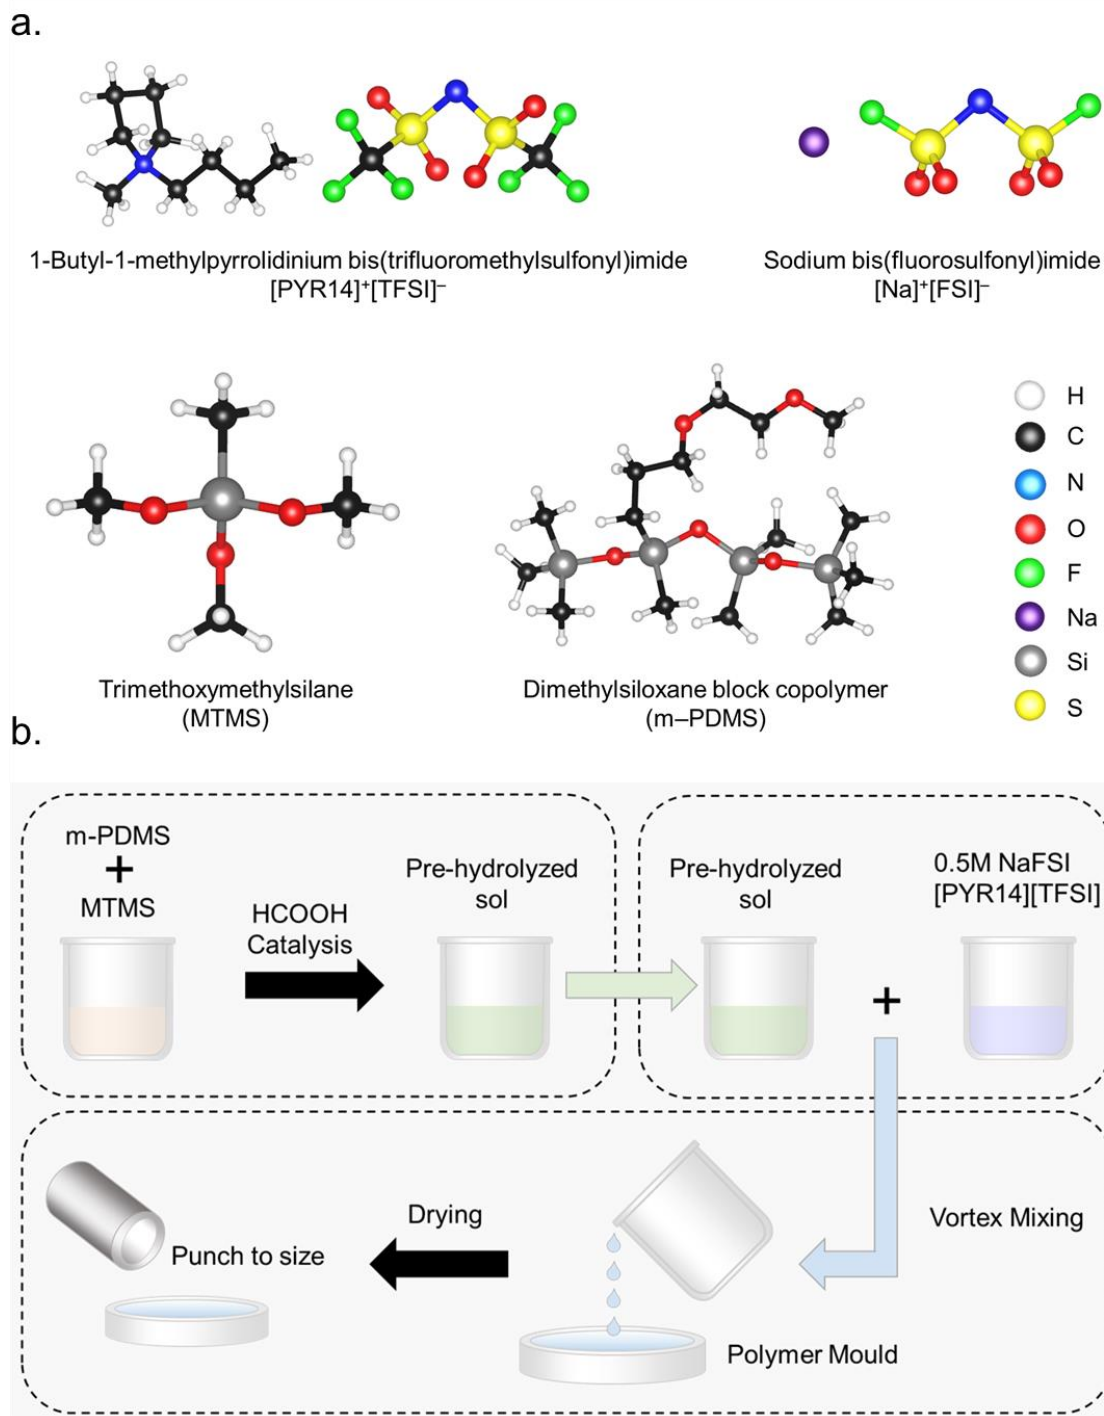 a.
1-Butyl-1-methylpyrrolidinium bis(trifluoromethylsulfonyl)imide
[PYR14]⁺[TFSI]⁻
Sodium bis(fluorosulfonyl)imide
[Na]⁺[FSI]⁻
Trimethoxymethylsilane
(MTMS)
Dimethylsiloxane block copolymer
(m–PDMS)
H
C
N
O
F
Na
Si
S
b.
m-PDMS
+
MTMS
HCOOH
Catalysis
Pre-hydrolyzed
sol
Pre-hydrolyzed
sol
+
0.5M NaFSI
[PYR14][TFSI]
Vortex Mixing
Polymer Mould
Drying
Punch to size